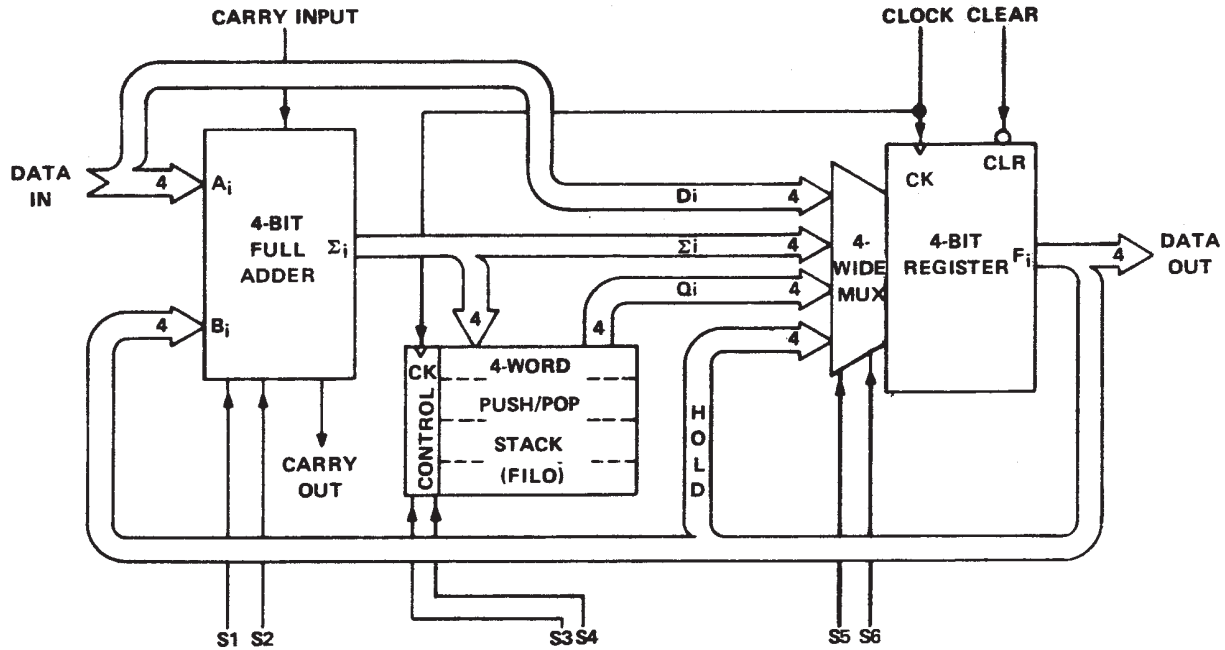 CARRY INPUT
CLOCK CLEAR
DATA
IN
4
Ai
4-BIT
FULL
ADDER
Σi
4
Bi
CARRY
OUT
Di
4
Σi
4
Qi
4
4
4
4
CK
CONTROL
4-WORD
PUSH/POP
STACK
(FILO)
HOLD
4-
WIDE
MUX
CK
CLR
4-BIT
REGISTER
Fi
4
DATA
OUT
S1 S2
S3 S4
S5 S6